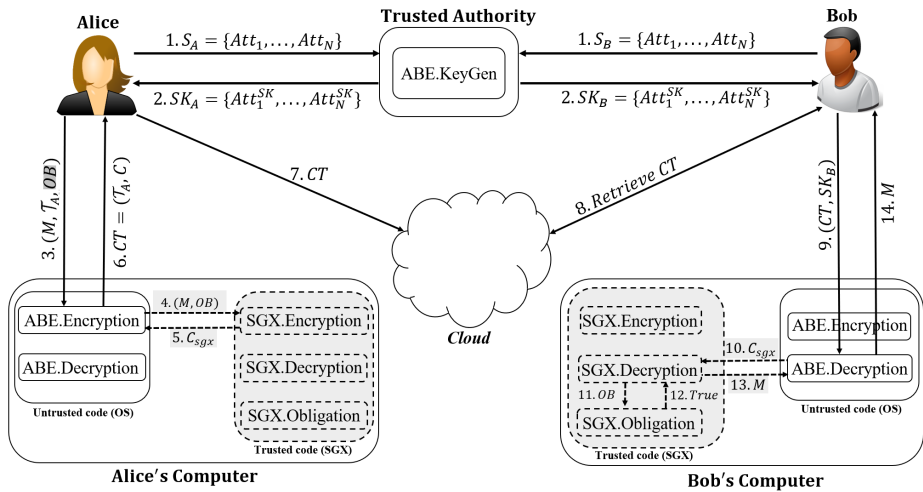 Alice
Trusted Authority
Bob
1. S_A = {Att_1, . . . , Att_N}
ABE.KeyGen
1. S_B = {Att_1, . . . , Att_N}
2. SK_A = {Att_1^SK, . . . , Att_N^SK}
2. SK_B = {Att_1^SK, . . . , Att_N^SK}
3. (M, 𝒯_A, OB)
6. CT = (𝒯_A, C)
7. CT
8. Retrieve CT
9. (CT, SK_B)
14. M
Cloud
ABE.Encryption
4. (M, OB)
5. C_sgx
SGX.Encryption
ABE.Decryption
SGX.Decryption
SGX.Obligation
Untrusted code (OS)
Trusted code (SGX)
Alice's Computer
SGX.Encryption
ABE.Encryption
10. C_sgx
SGX.Decryption
13. M
ABE.Decryption
11. OB
12. True
SGX.Obligation
Untrusted code (OS)
Trusted code (SGX)
Bob's Computer